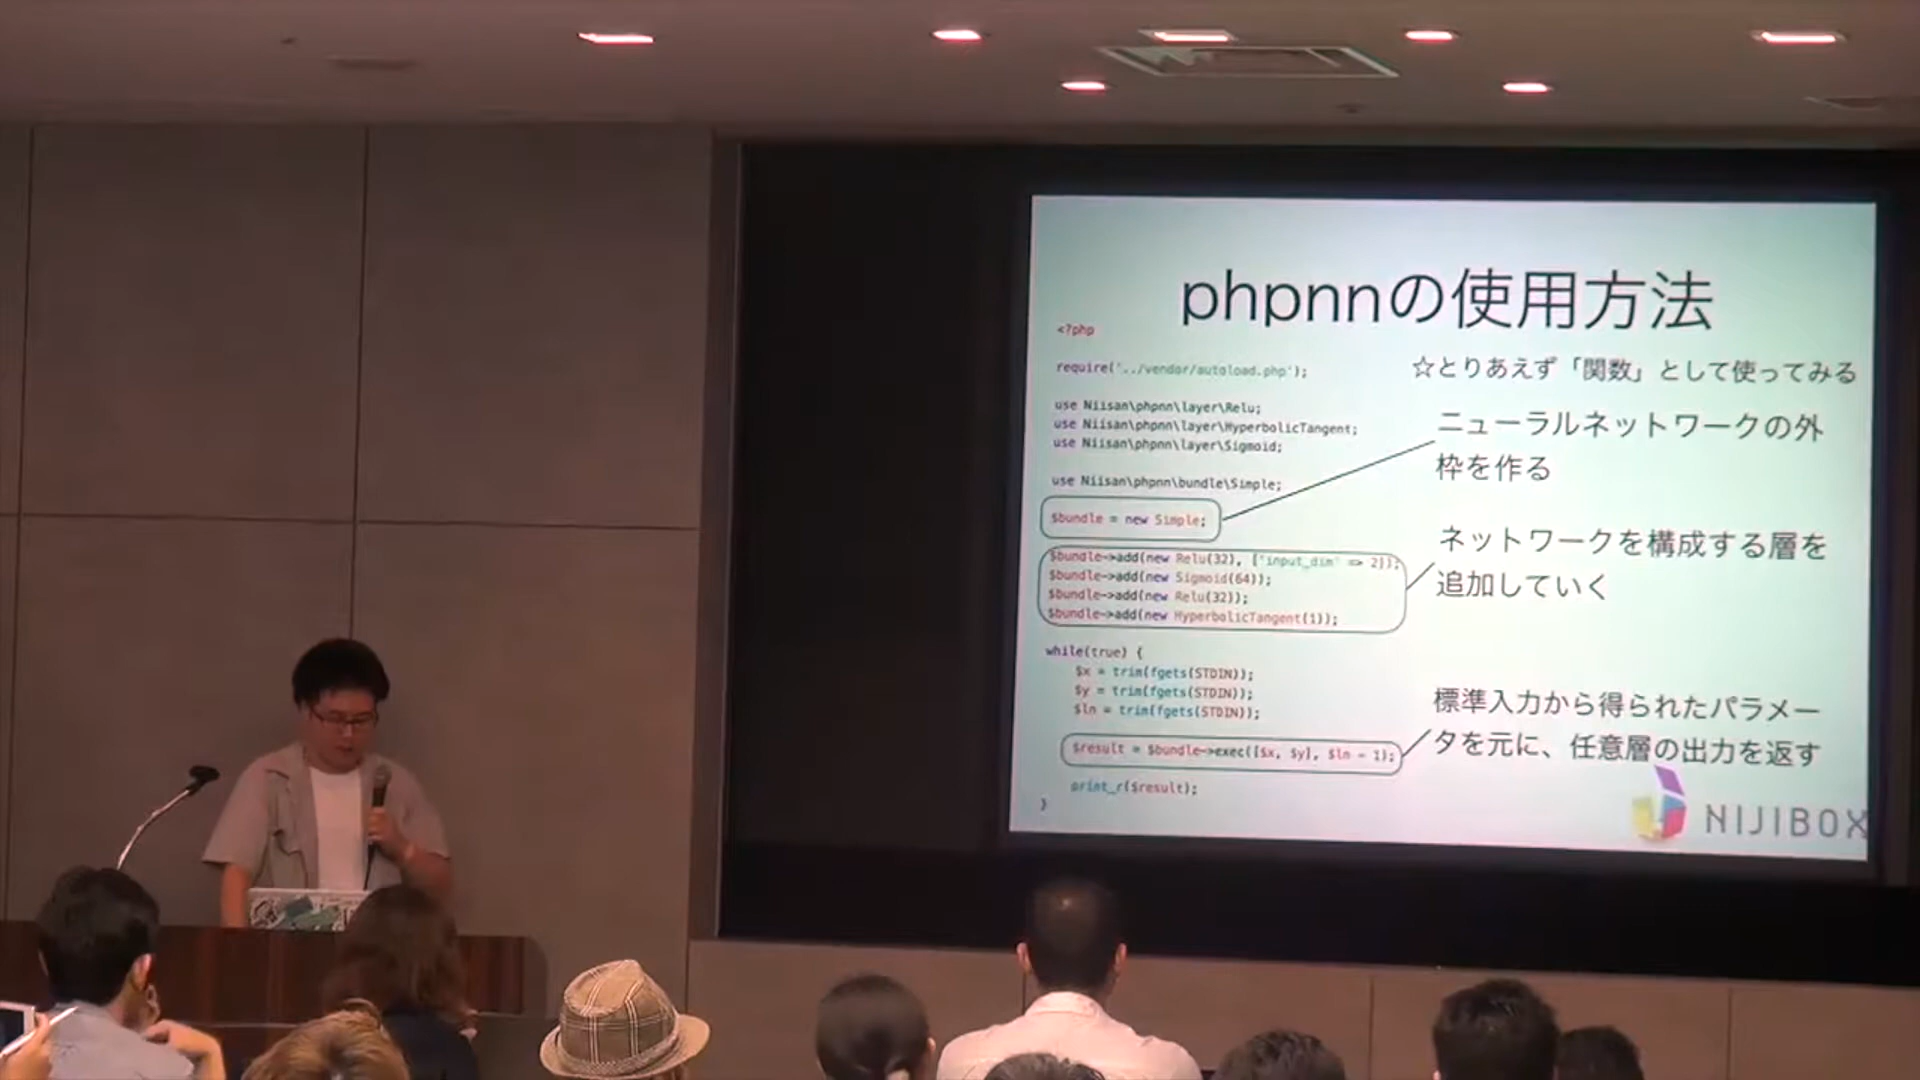 phpnnの使用方法
<?php
☆とりあえず「関数」として使ってみる
require('../vendor/autoload.php');
use Niisan\phpnn\layer\Relu;
use Niisan\phpnn\layer\HyperbolicTangent;
use Niisan\phpnn\layer\Sigmoid;
ニューラルネットワークの外
枠を作る
use Niisan\phpnn\bundle\Simple;
$bundle = new Simple;
$bundle->add(new Relu(32), ['input_dim' => 2]);
$bundle->add(new Sigmoid(64));
$bundle->add(new Relu(32));
$bundle->add(new HyperbolicTangent(1));
ネットワークを構成する層を
追加していく
while(true) {
$x = trim(fgets(STDIN));
$y = trim(fgets(STDIN));
$ln = trim(fgets(STDIN));
$result = $bundle->exec([$x, $y], $ln - 1);
標準入力から得られたパラメー
タを元に、任意層の出力を返す
print_r($result);
}
NIJIBOX